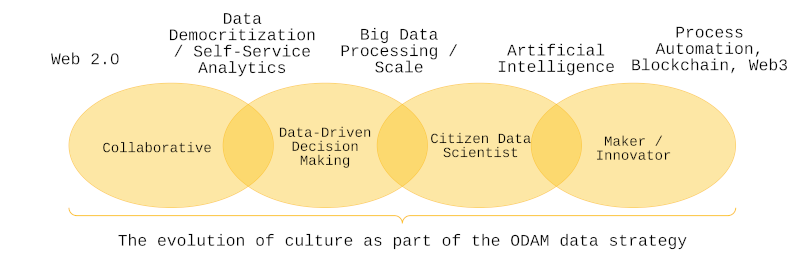 Web 2.0
Data
Democritization
/ Self-Service
Analytics
Big Data
Processing /
Scale
Artificial
Intelligence
Process
Automation,
Blockchain, Web3
Collaborative
Data-Driven
Decision
Making
Citizen Data
Scientist
Maker /
Innovator
The evolution of culture as part of the ODAM data strategy